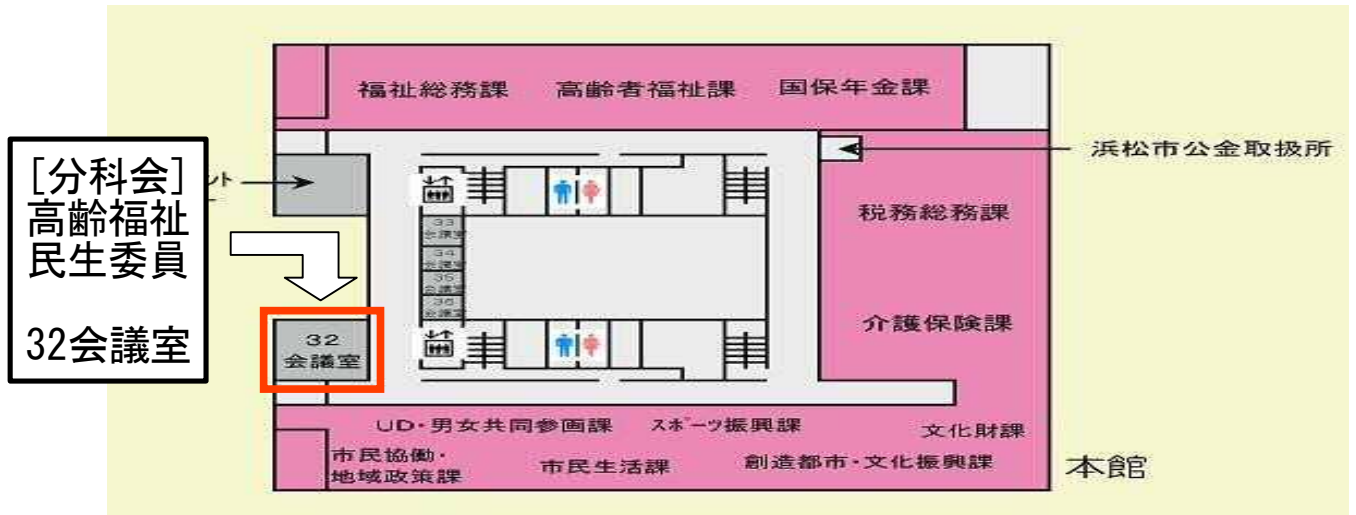 福祉総務課 高齢者福祉課 国保年金課
[分科会]
高齢福祉
民生委員
32会議室
ント
浜松市公金取扱所
33
会議室
34
会議室
35
会議室
36
会議室
税務総務課
介護保険課
32
会議室
UD・男女共同参画課 スポーツ振興課 文化財課
市民協働・
地域政策課
市民生活課 創造都市・文化振興課
本館